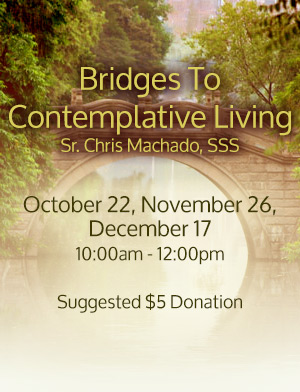 Bridges To
Contemplative Living
Sr. Chris Machado, SSS
October 22, November 26,
December 17
10:00am - 12:00pm
Suggested $5 Donation